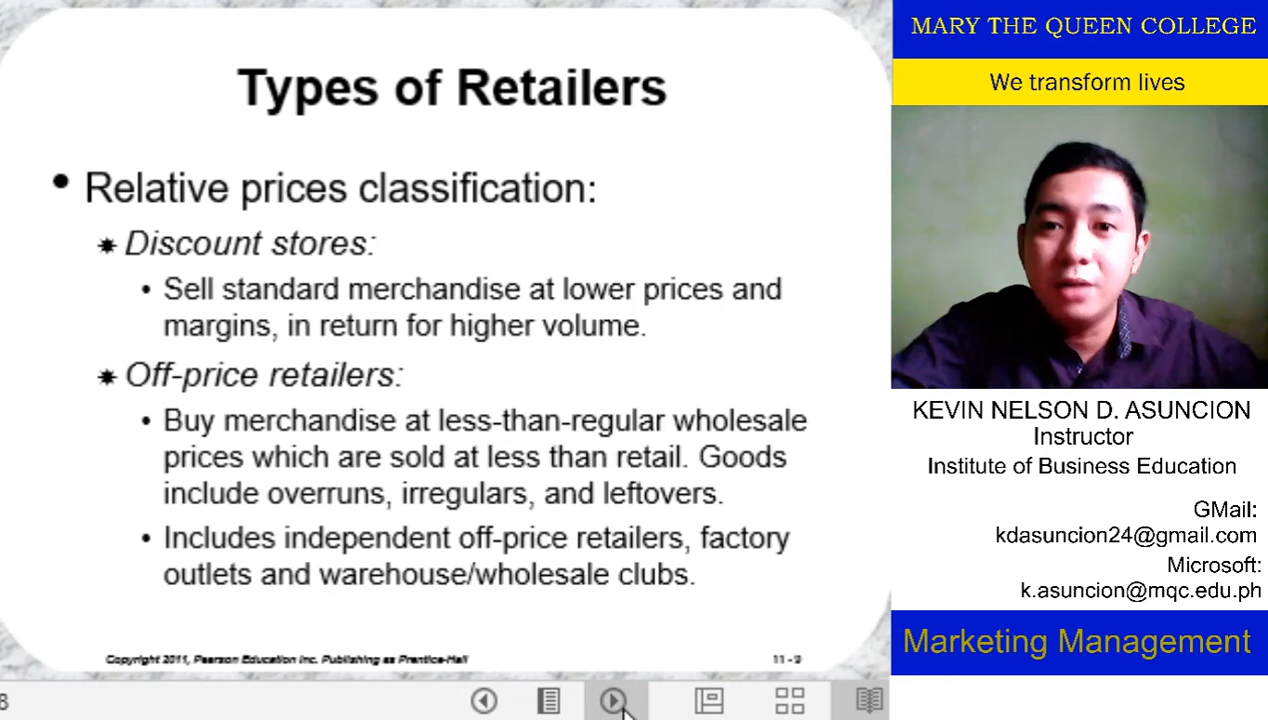 Types of Retailers
• Relative prices classification:
Discount stores:
• Sell standard merchandise at lower prices and
margins, in return for higher volume.
Off-price retailers:
• Buy merchandise at less-than-regular wholesale
prices which are sold at less than retail. Goods
include overruns, irregulars, and leftovers.
• Includes independent off-price retailers, factory
outlets and warehouse/wholesale clubs.
Copyright 2011, Pearson Education Inc. Publishing as Prentice-Hall
11 - 9
8
MARY THE QUEEN COLLEGE
We transform lives
KEVIN NELSON D. ASUNCION
Instructor
Institute of Business Education
GMail:
kdasuncion24@gmail.com
Microsoft:
k.asuncion@mqc.edu.ph
Marketing Management